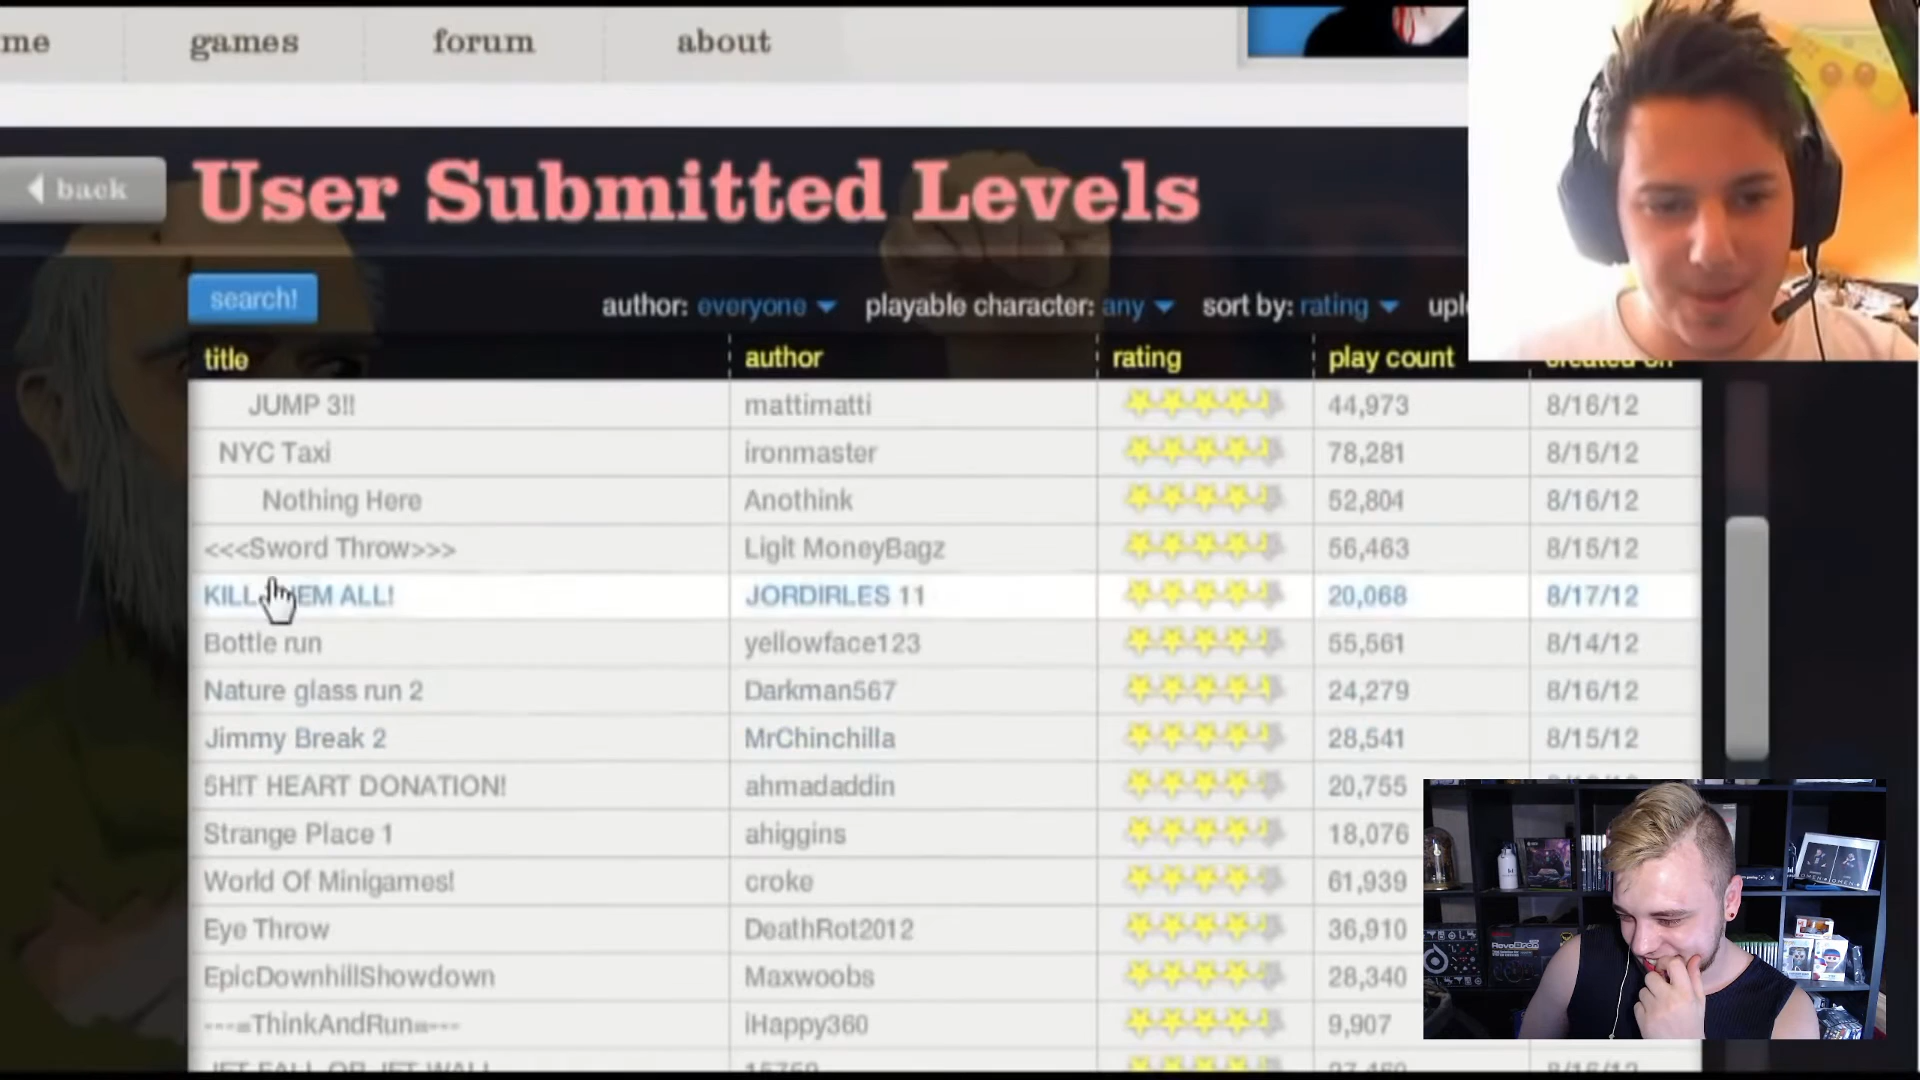 me games forum about
back
User Submitted Levels
search!
author: everyone playable character: any sort by: rating uplo
title author rating play count created on
JUMP 3!! mattimatti 44,973 8/16/12
NYC Taxi ironmaster 78,281 8/15/12
Nothing Here Anothink 52,804 8/16/12
<<<Sword Throw>>> Ligit MoneyBagz 56,463 8/15/12
KILL HEM ALL! JORDIRLES 11 20,068 8/17/12
Bottle run yellowface123 55,561 8/14/12
Nature glass run 2 Darkman567 24,279 8/16/12
Jimmy Break 2 MrChinchilla 28,541 8/15/12
5H!T HEART DONATION! ahmadaddin 20,755
Strange Place 1 ahiggins 18,076
World Of Minigames! croke 61,939
Eye Throw DeathRot2012 36,910
EpicDownhillShowdown Maxwoobs 28,340
---=ThinkAndRun=--- iHappy360 9,907